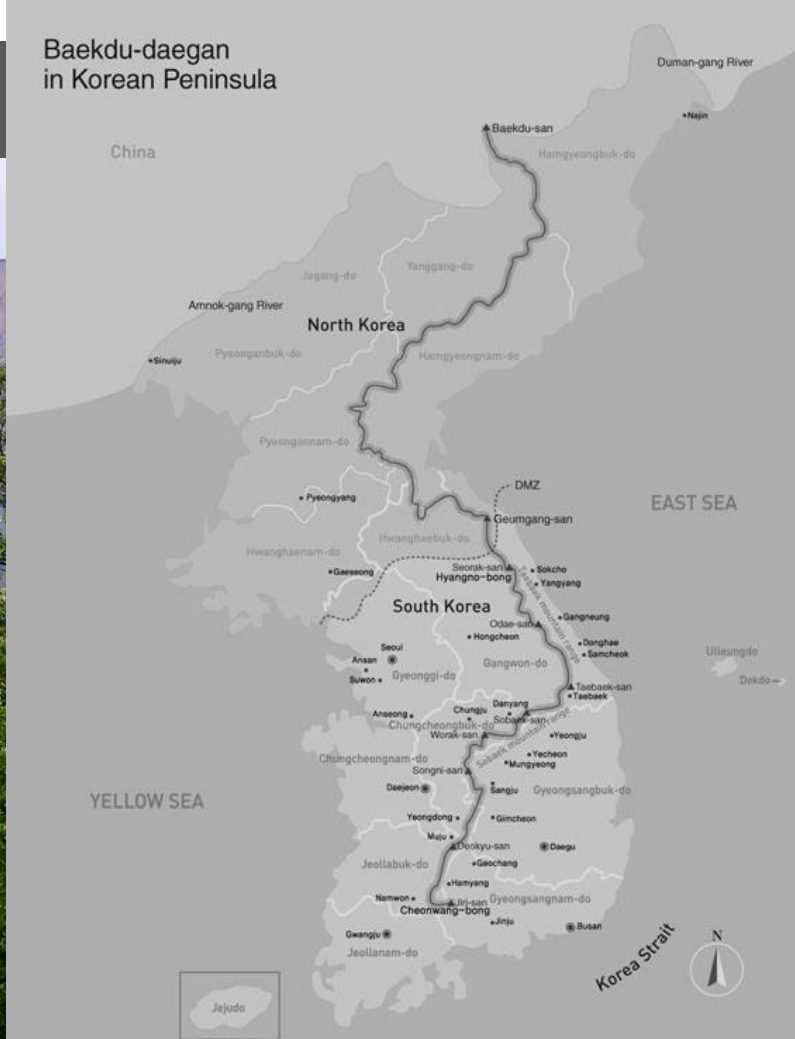 Baekdu-daegan
in Korean Peninsula
Duman-gang River
Najin
Baekdu-san
China
Hamgyeongbuk-do
Yanggang-do
Jagang-do
Amnok-gang River
North Korea
Pyeonganbuk-do
Hamgyeongnam-do
Sinuiju
Pyeongannam-do
DMZ
Pyeongyang
EAST SEA
Geumgang-san
Hwanghaebuk-do
Hwanghaenam-do
Gaeseong
Seorak-san
Sokcho
Hyangno-bong
Yangyang
Taebaek mountain range
South Korea
Gangneung
Odae-san
Hongcheon
Donghae
Seoul
Samcheok
Ansan
Gangwon-do
Ulleungdo
Gyeonggi-do
Suwon
Dokdo
Taebaek-san
Taebaek
Danyang
Anseong
Chungju
Sobaek-san
Chungcheongbuk-do
Worak-san
Yeongju
Sobaek mountain range
Chungcheongnam-do
Yecheon
Mungyeong
Songni-san
Daejeon
Sangju
Gyeongsangbuk-do
YELLOW SEA
Yeongdong
Gimcheon
Muju
Deokyu-san
Daegu
Jeollabuk-do
Geochang
Hamyang
Namwon
Jiri-san
Gyeongsangnam-do
Cheonwang-bong
Jinju
Busan
Gwangju
Korea Strait
N
Jeollanam-do
Jejudo